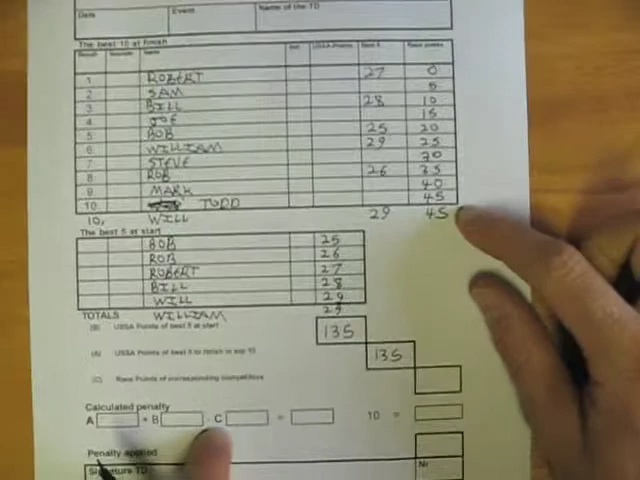 Date Event Name of the TD
The best 10 at finish
Result Name USSA Points Best 5 Race points
1 ROBERT 27 0
2 SAM 5
3 BILL 28 10
4 JOE 15
5 BOB 25 20
6 WILLIAM 29 25
7 STEVE 30
8 ROB 26 35
9 MARK 40
10 TODD 45
10, WILL 29 45
The best 5 at start
BOB 25
ROB 26
ROBERT 27
BILL 28
WILL 29
TOTALS WILLIAM 29
(B) USSA Points of best 5 at start 135
(A) USSA Points of best 5 to finish in top 10 135
(C) Race Points of corresponding competitors
Calculated penalty
A + B - C = 10 =
Penalty applied
Signature TD Nr